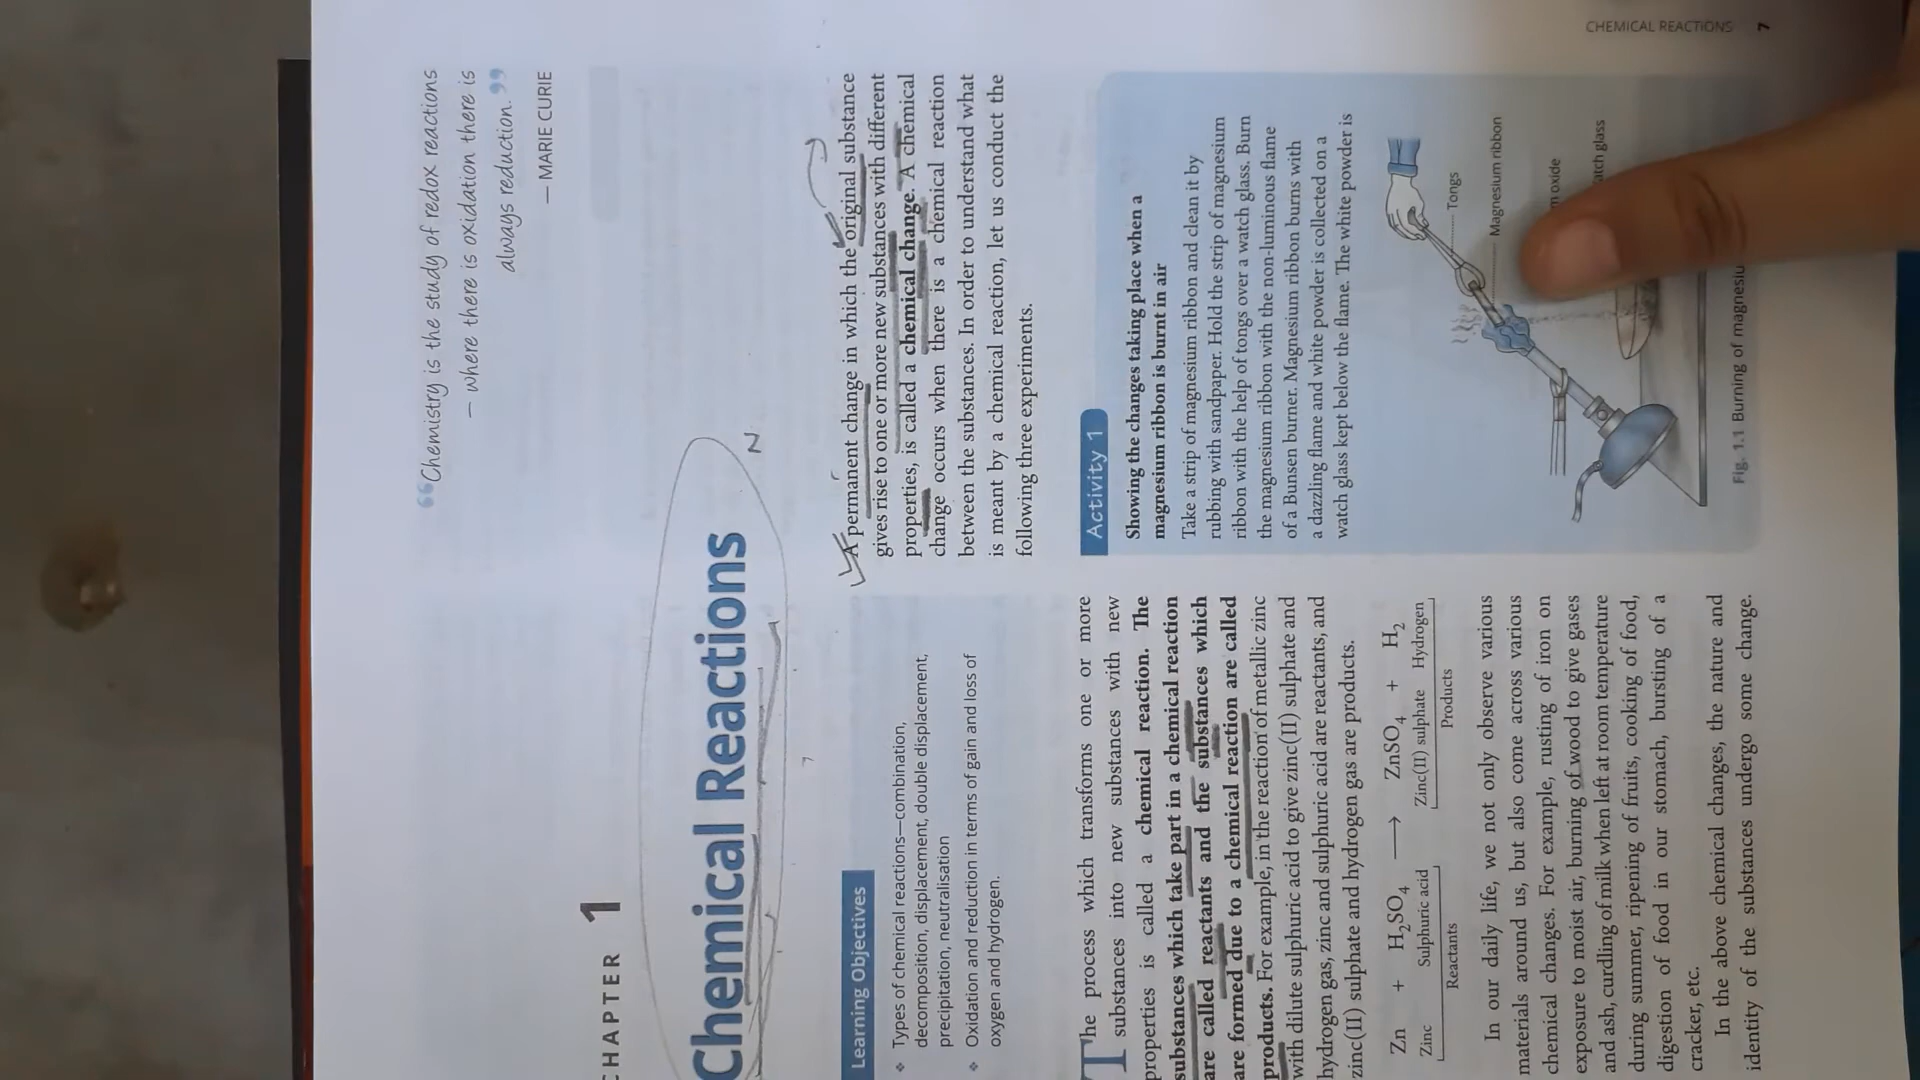 “Chemistry is the study of redox reactions
— where there is oxidation there is
always reduction.”
— MARIE CURIE
CHAPTER 1
Chemical Reactions
N
Learning Objectives
❖ Types of chemical reactions—combination,
decomposition, displacement, double displacement,
precipitation, neutralisation
❖ Oxidation and reduction in terms of gain and loss of
oxygen and hydrogen.
The process which transforms one or more
substances into new substances with new
properties is called a chemical reaction. The
substances which take part in a chemical reaction
are called reactants and the substances which
are formed due to a chemical reaction are called
products. For example, in the reaction of metallic zinc
with dilute sulphuric acid to give zinc(II) sulphate and
hydrogen gas, zinc and sulphuric acid are reactants, and
zinc(II) sulphate and hydrogen gas are products.
Zn + H₂SO₄ ⟶ ZnSO₄ + H₂
Zinc Sulphuric acid Zinc(II) sulphate Hydrogen
Reactants Products
In our daily life, we not only observe various
materials around us, but also come across various
chemical changes. For example, rusting of iron on
exposure to moist air, burning of wood to give gases
and ash, curdling of milk when left at room temperature
during summer, ripening of fruits, cooking of food,
digestion of food in our stomach, bursting of a
cracker, etc.
In the above chemical changes, the nature and
identity of the substances undergo some change.
A permanent change in which the original substance
gives rise to one or more new substances with different
properties, is called a chemical change. A chemical
change occurs when there is a chemical reaction
between the substances. In order to understand what
is meant by a chemical reaction, let us conduct the
following three experiments.
Activity 1
Showing the changes taking place when a
magnesium ribbon is burnt in air
Take a strip of magnesium ribbon and clean it by
rubbing with sandpaper. Hold the strip of magnesium
ribbon with the help of tongs over a watch glass. Burn
the magnesium ribbon with the non-luminous flame
of a Bunsen burner. Magnesium ribbon burns with
a dazzling flame and white powder is collected on a
watch glass kept below the flame. The white powder is
Tongs
Magnesium ribbon
oxide
glass
Fig. 1.1 Burning of
CHEMICAL REACTIONS 7